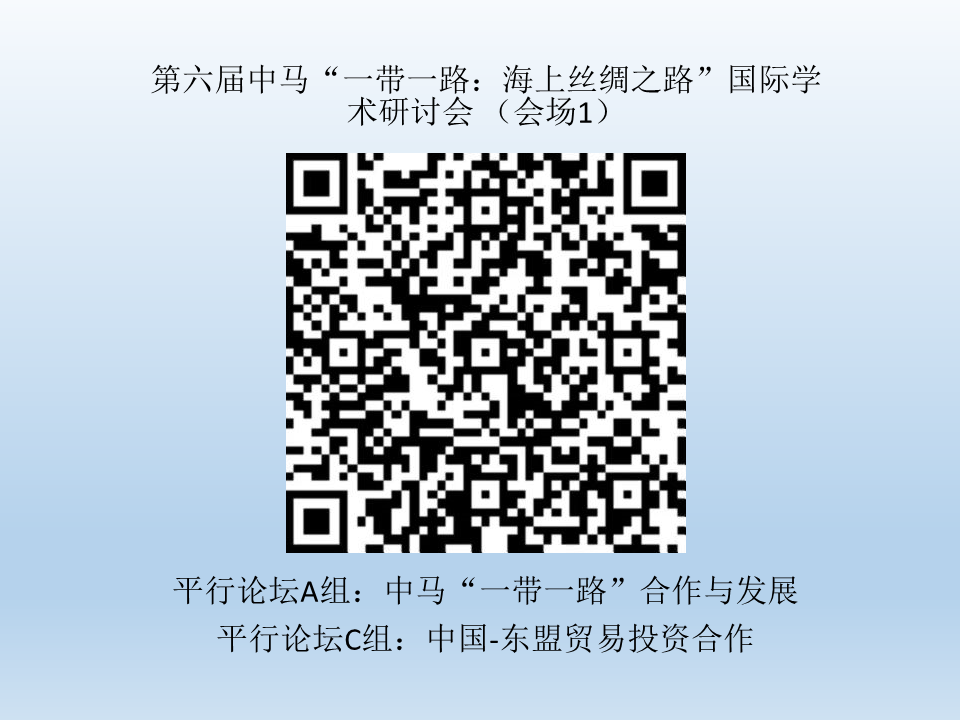 第六届中马“一带一路：海上丝绸之路”国际学
术研讨会 （会场1）
平行论坛A组：中马“一带一路”合作与发展
平行论坛C组：中国-东盟贸易投资合作